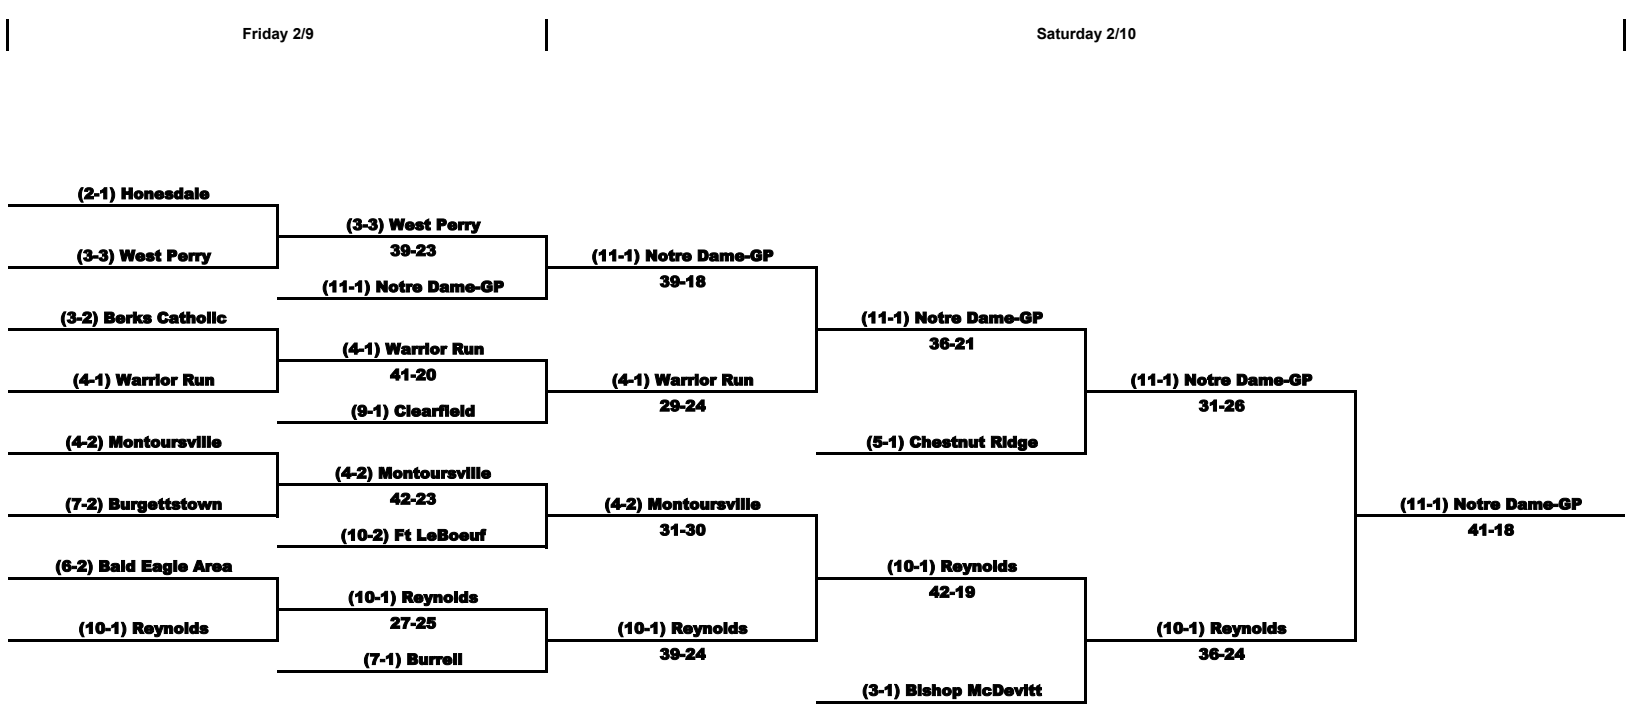 Friday 2/9
Saturday 2/10
(2-1) Honesdale
(3-3) West Perry
(3-3) West Perry
39-23
(11-1) Notre Dame-GP
39-18
(11-1) Notre Dame-GP
(3-2) Berks Catholic
(11-1) Notre Dame-GP
36-21
(4-1) Warrior Run
41-20
(4-1) Warrior Run
(4-1) Warrior Run
29-24
(11-1) Notre Dame-GP
31-26
(9-1) Clearfield
(4-2) Montoursville
(5-1) Chestnut Ridge
(4-2) Montoursville
42-23
(7-2) Burgettstown
(4-2) Montoursville
31-30
(11-1) Notre Dame-GP
41-18
(10-2) Ft LeBoeuf
(6-2) Bald Eagle Area
(10-1) Reynolds
42-19
(10-1) Reynolds
27-25
(10-1) Reynolds
(10-1) Reynolds
39-24
(10-1) Reynolds
36-24
(7-1) Burrell
(3-1) Bishop McDevitt